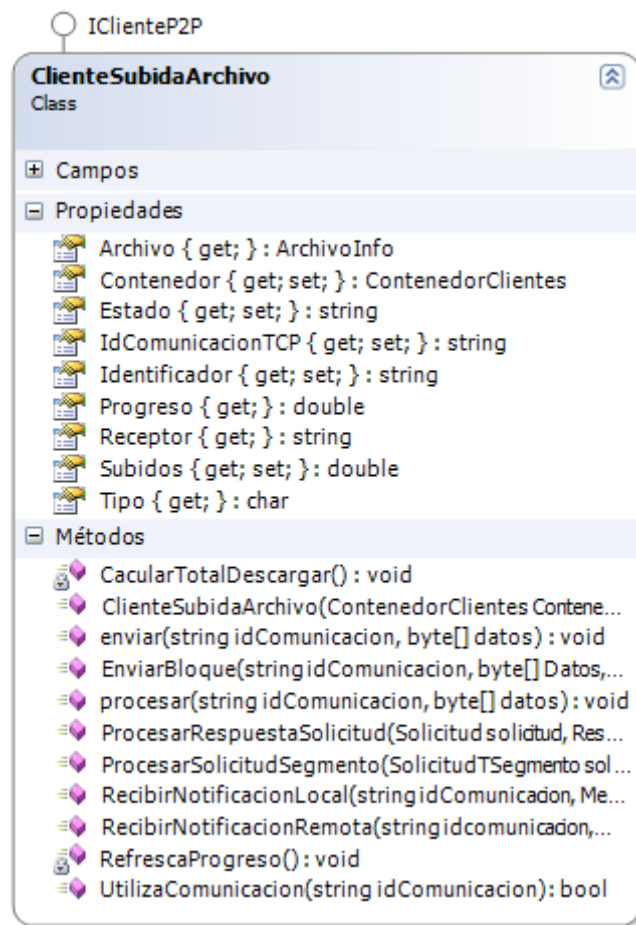 IClienteP2P
ClienteSubidaArchivo
Class
Campos
Propiedades
Archivo { get; } : ArchivoInfo
Contenedor { get; set; } : ContenedorClientes
Estado { get; set; } : string
IdComunicacionTCP { get; set; } : string
Identificador { get; set; } : string
Progreso { get; } : double
Receptor { get; } : string
Subidos { get; set; } : double
Tipo { get; } : char
Métodos
CacularTotalDescargar() : void
ClienteSubidaArchivo(ContenedorClientes Contene...
enviar(string idComunicacion, byte[] datos) : void
EnviarBloque(string idComunicacion, byte[] Datos,...
procesar(string idComunicacion, byte[] datos) : void
ProcesarRespuestaSolicitud(Solicitud solicitud, Res...
ProcesarSolicitudSegmento(SolicitudTSegmento sol...
RecibirNotificacionLocal(string idComunicacion, Me...
RecibirNotificacionRemota(string idcomunicacion,...
RefrescaProgreso() : void
UtilizaComunicacion(string idComunicacion) : bool